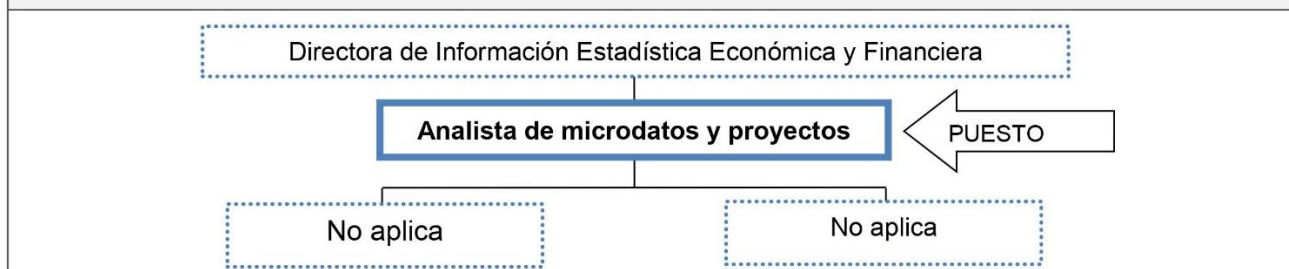 Directora de Información Estadística Económica y Financiera
Analista de microdatos y proyectos
PUESTO
No aplica
No aplica